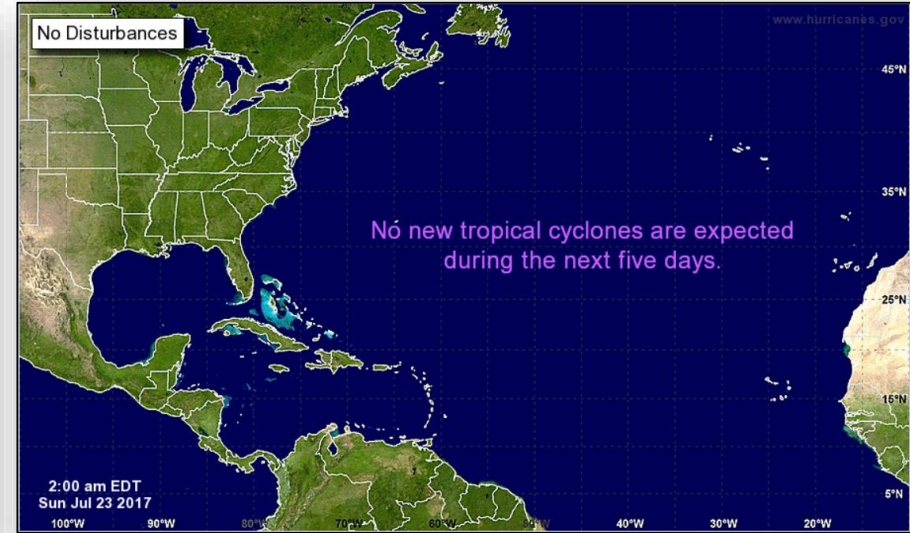 No Disturbances
www.hurricanes.gov
45°N
35°N
No new tropical cyclones are expected
during the next five days.
25°N
15°N
2:00 am EDT
Sun Jul 23 2017
5°N
100°W 90°W 80°W 70°W 60°W 50°W 40°W 30°W 20°W